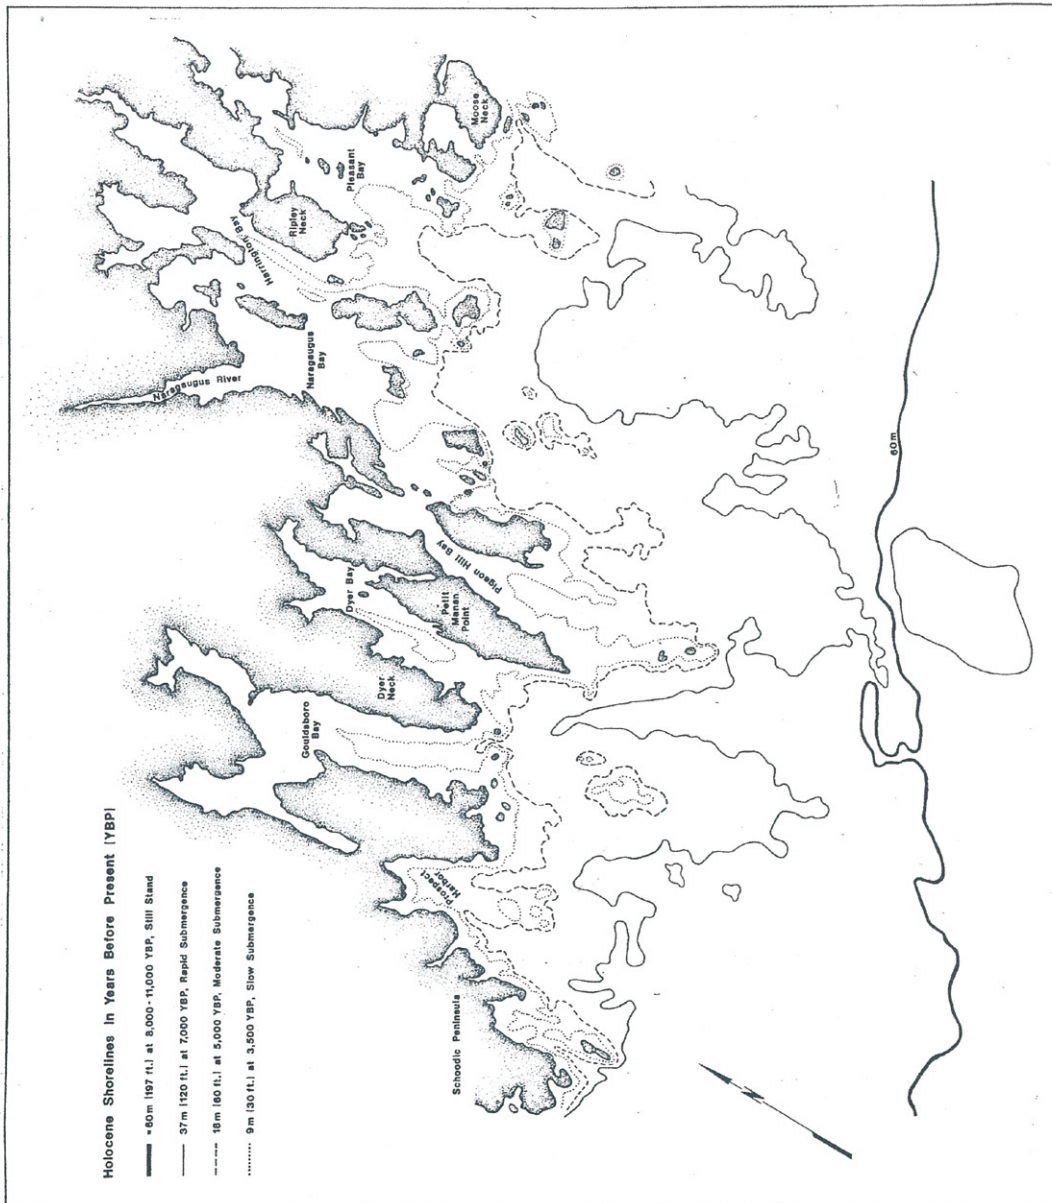 Holocene Shorelines In Years Before Present [YBP]
≈60m [197 ft.] at 8,000-11,000 YBP, Still Stand
37m [120 ft.] at 7,000 YBP, Rapid Submergence
18m [60 ft.] at 5,000 YBP, Moderate Submergence
9m [30 ft.] at 3,500 YBP, Slow Submergence
Schoodic Peninsula
Prospect
Harbor
Gouldsboro
Bay
Dyer
Neck
Dyer Bay
Petit
Manan
Point
Pigeon Hill Bay
Naragaugus River
Naragaugus
Bay
Harrington Bay
Ripley
Neck
Pleasant
Bay
Moose
Neck
60m
N